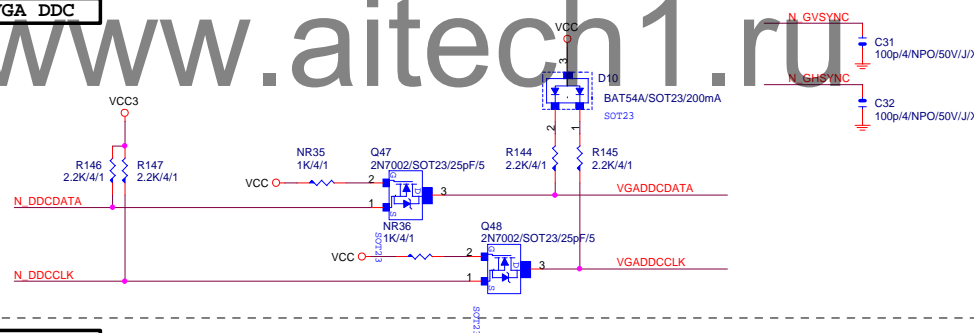 VGA DDC
www.aitech1.ru
N_GVSYNC
C31
100p/4/NPO/50V/J/X
N_GHSYNC
C32
100p/4/NPO/50V/J/X
VCC
3
D10
BAT54A/SOT23/200mA
SOT23
2
1
VCC3
R146
2.2K/4/1
R147
2.2K/4/1
NR35
1K/4/1
Q47
2N7002/SOT23/25pF/5
R144
2.2K/4/1
R145
2.2K/4/1
VCC
2
G
D
S
3
1
VGADDCDATA
N_DDCDATA
SOT23
NR36
1K/4/1
Q48
2N7002/SOT23/25pF/5
VCC
2
G
D
S
3
1
VGADDCCLK
N_DDCCLK
SOT23